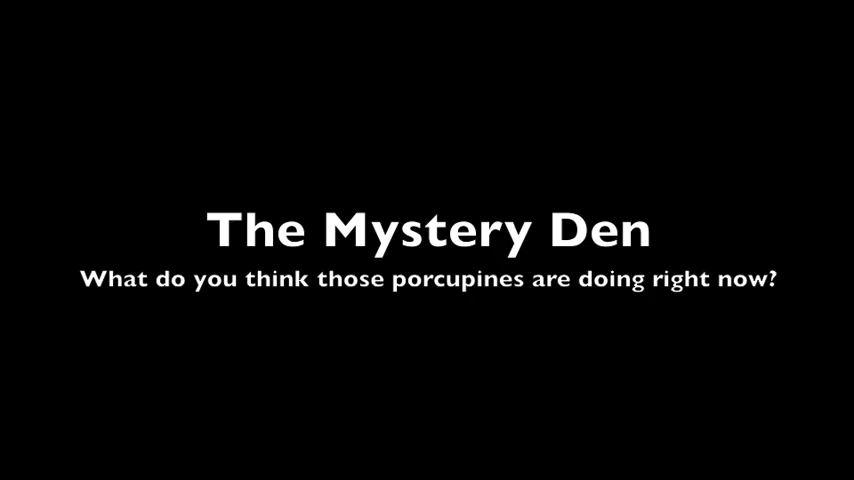 The Mystery Den
What do you think those porcupines are doing right now?